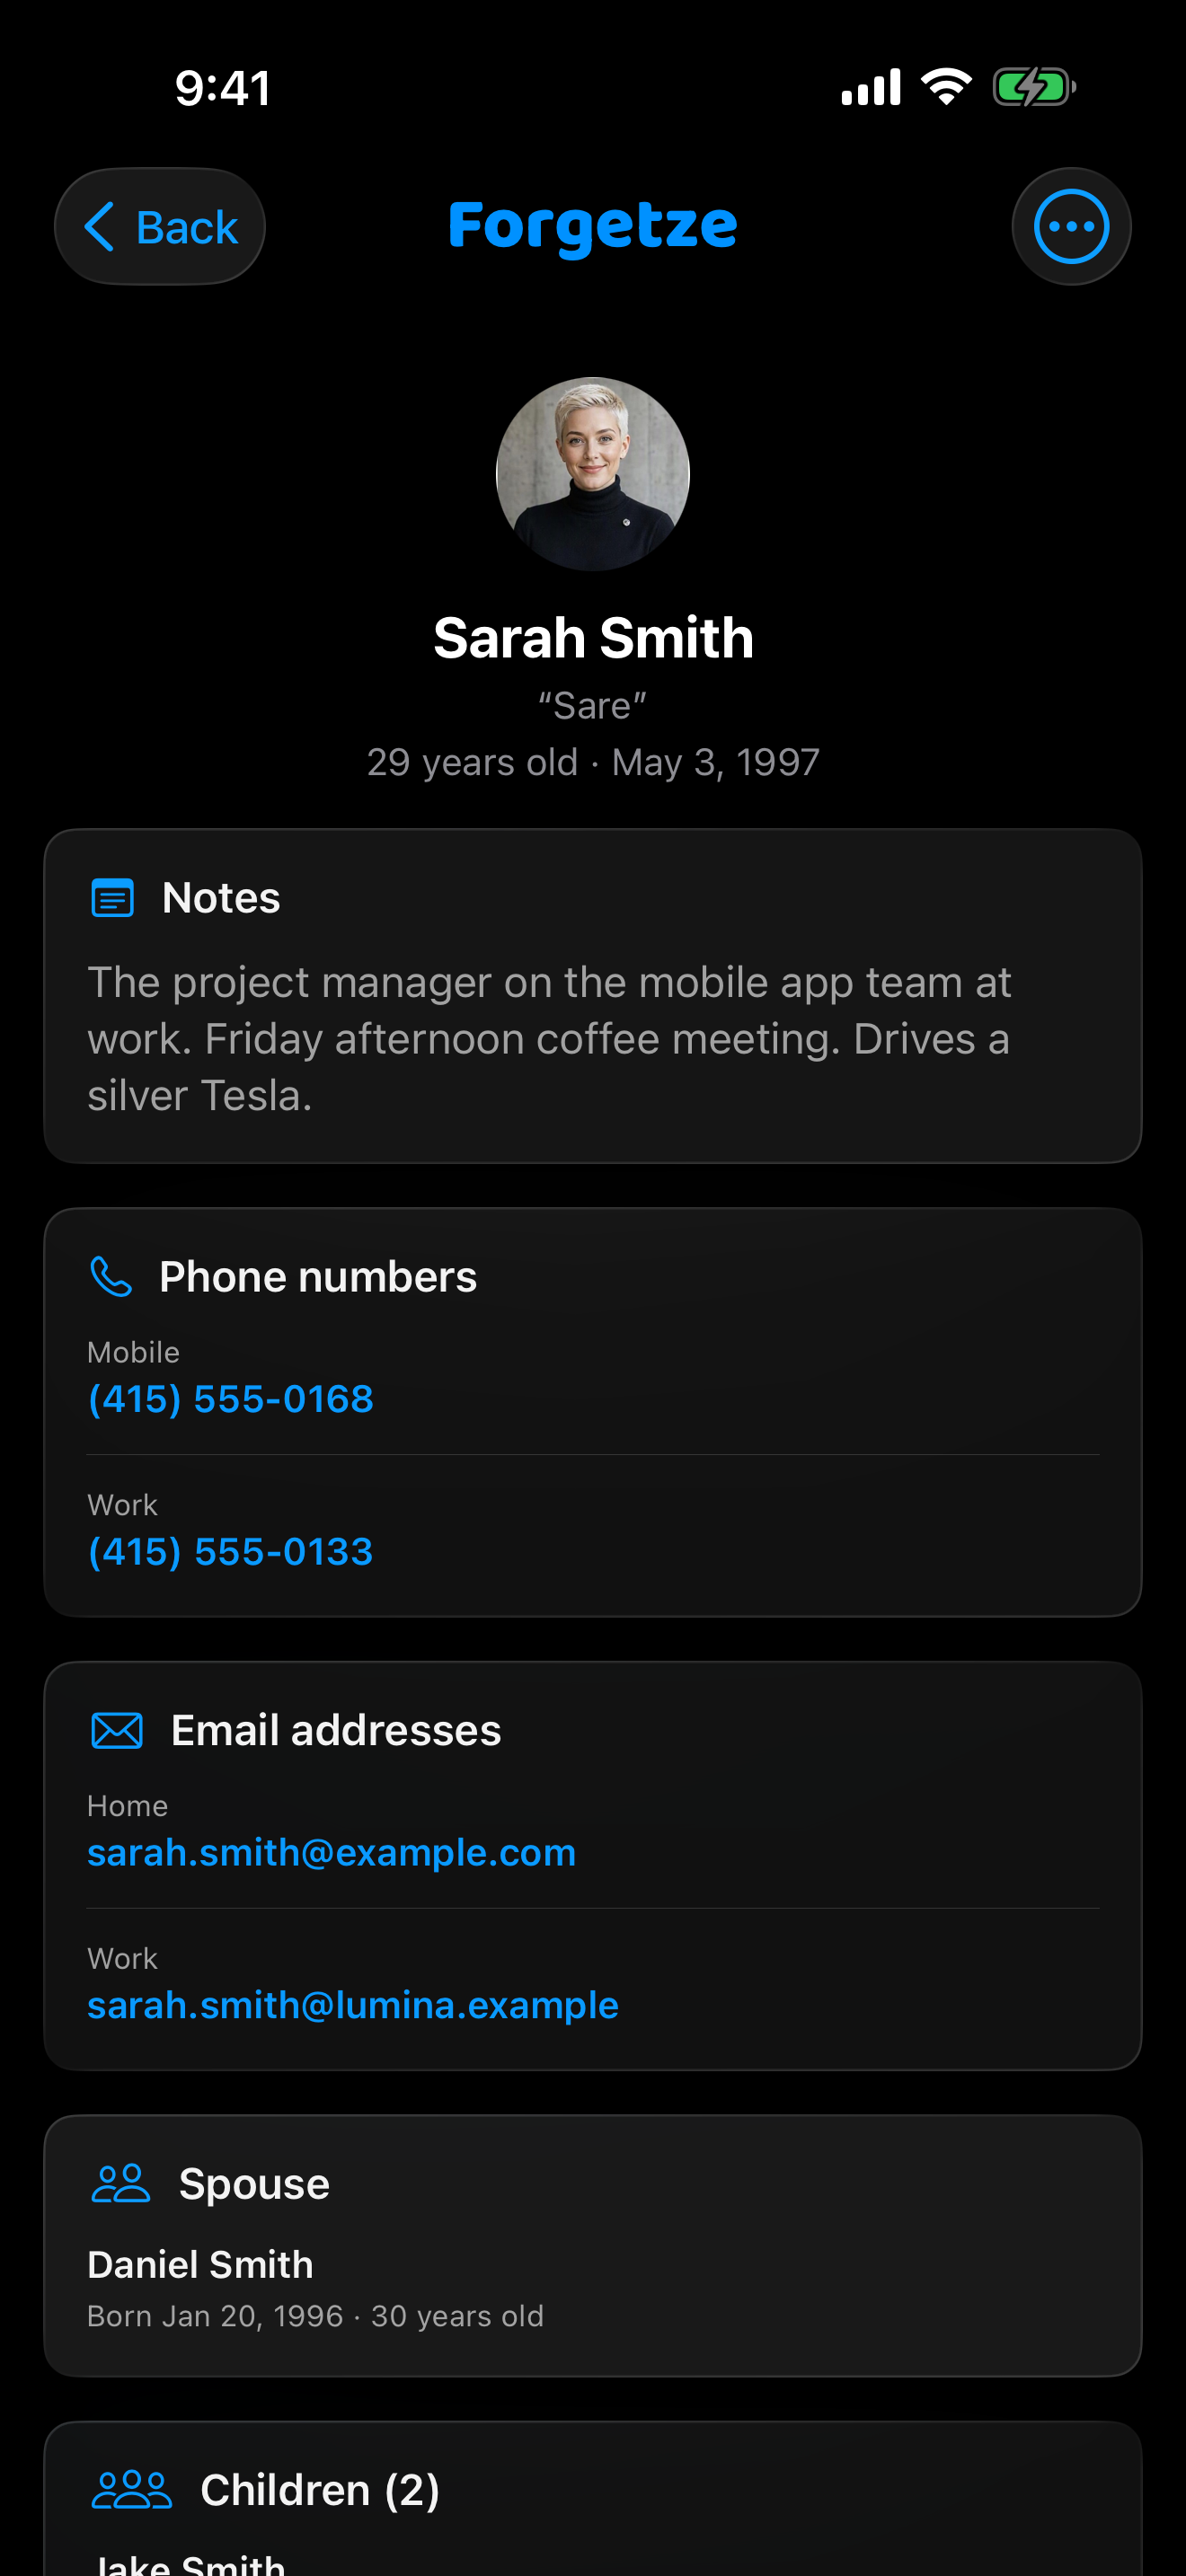 9:41
Back
Forgetze
Sarah Smith
“Sare”
29 years old · May 3, 1997
Notes
The project manager on the mobile app team at
work. Friday afternoon coffee meeting. Drives a
silver Tesla.
Phone numbers
Mobile
(415) 555-0168
Work
(415) 555-0133
Email addresses
Home
sarah.smith@example.com
Work
sarah.smith@lumina.example
Spouse
Daniel Smith
Born Jan 20, 1996 · 30 years old
Children (2)
Jake Smith